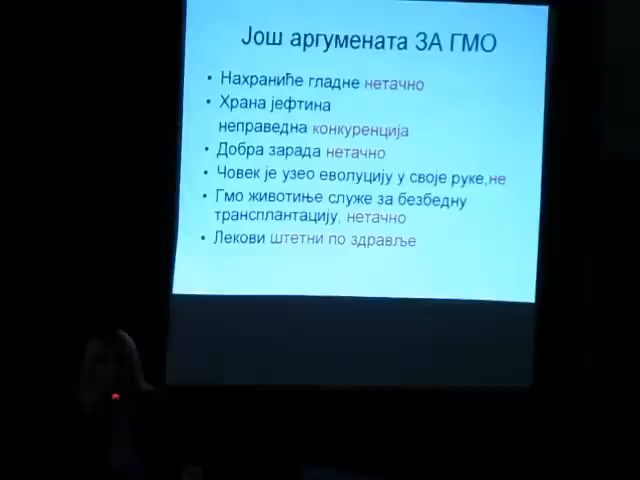 Још аргумената ЗА ГМО
• Нахраниће гладне нетачно
• Храна јефтина
неправедна конкуренција
• Добра зарада нетачно
• Човек је узео еволуцију у своје руке,не
• Гмо животиње служе за безбедну
трансплантацију, нетачно
• Лекови штетни по здравље